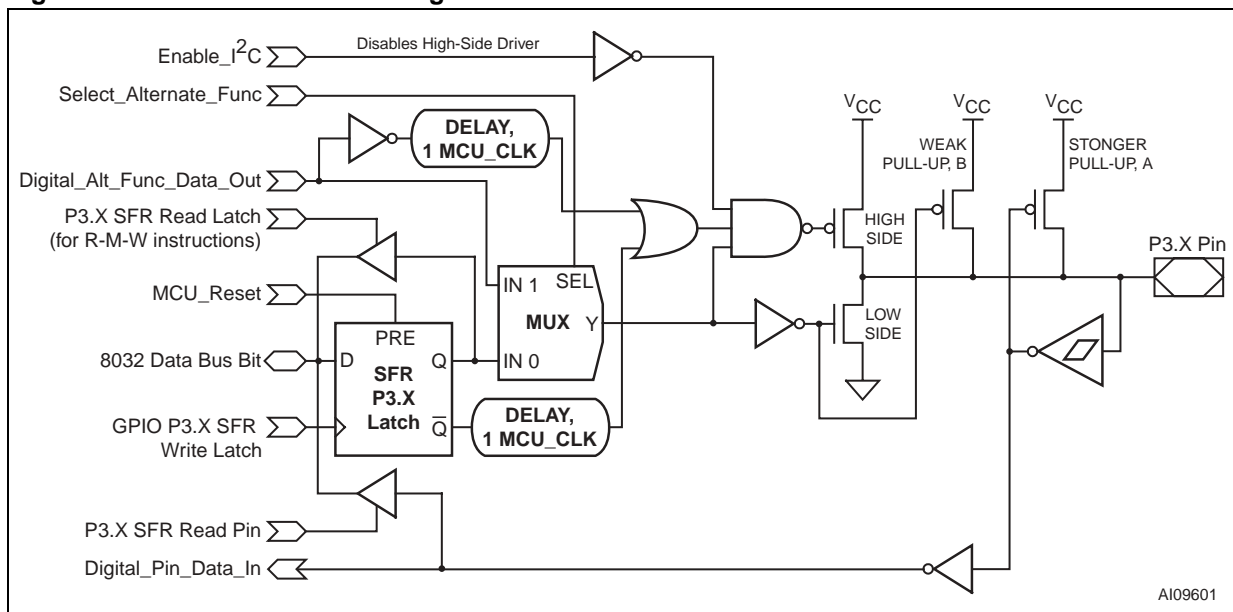 Enable_I2C
Disables High-Side Driver
Select_Alternate_Func
DELAY,
1 MCU_CLK
Digital_Alt_Func_Data_Out
P3.X SFR Read Latch
(for R-M-W instructions)
MCU_Reset
8032 Data Bus Bit
GPIO P3.X SFR
Write Latch
P3.X SFR Read Pin
Digital_Pin_Data_In
PRE
D
Q
SFR
P3.X
Latch
Q
IN 1
SEL
MUX
Y
IN 0
DELAY,
1 MCU_CLK
VCC
VCC
VCC
WEAK
PULL-UP, B
STONGER
PULL-UP, A
HIGH
SIDE
LOW
SIDE
P3.X Pin
AI09601